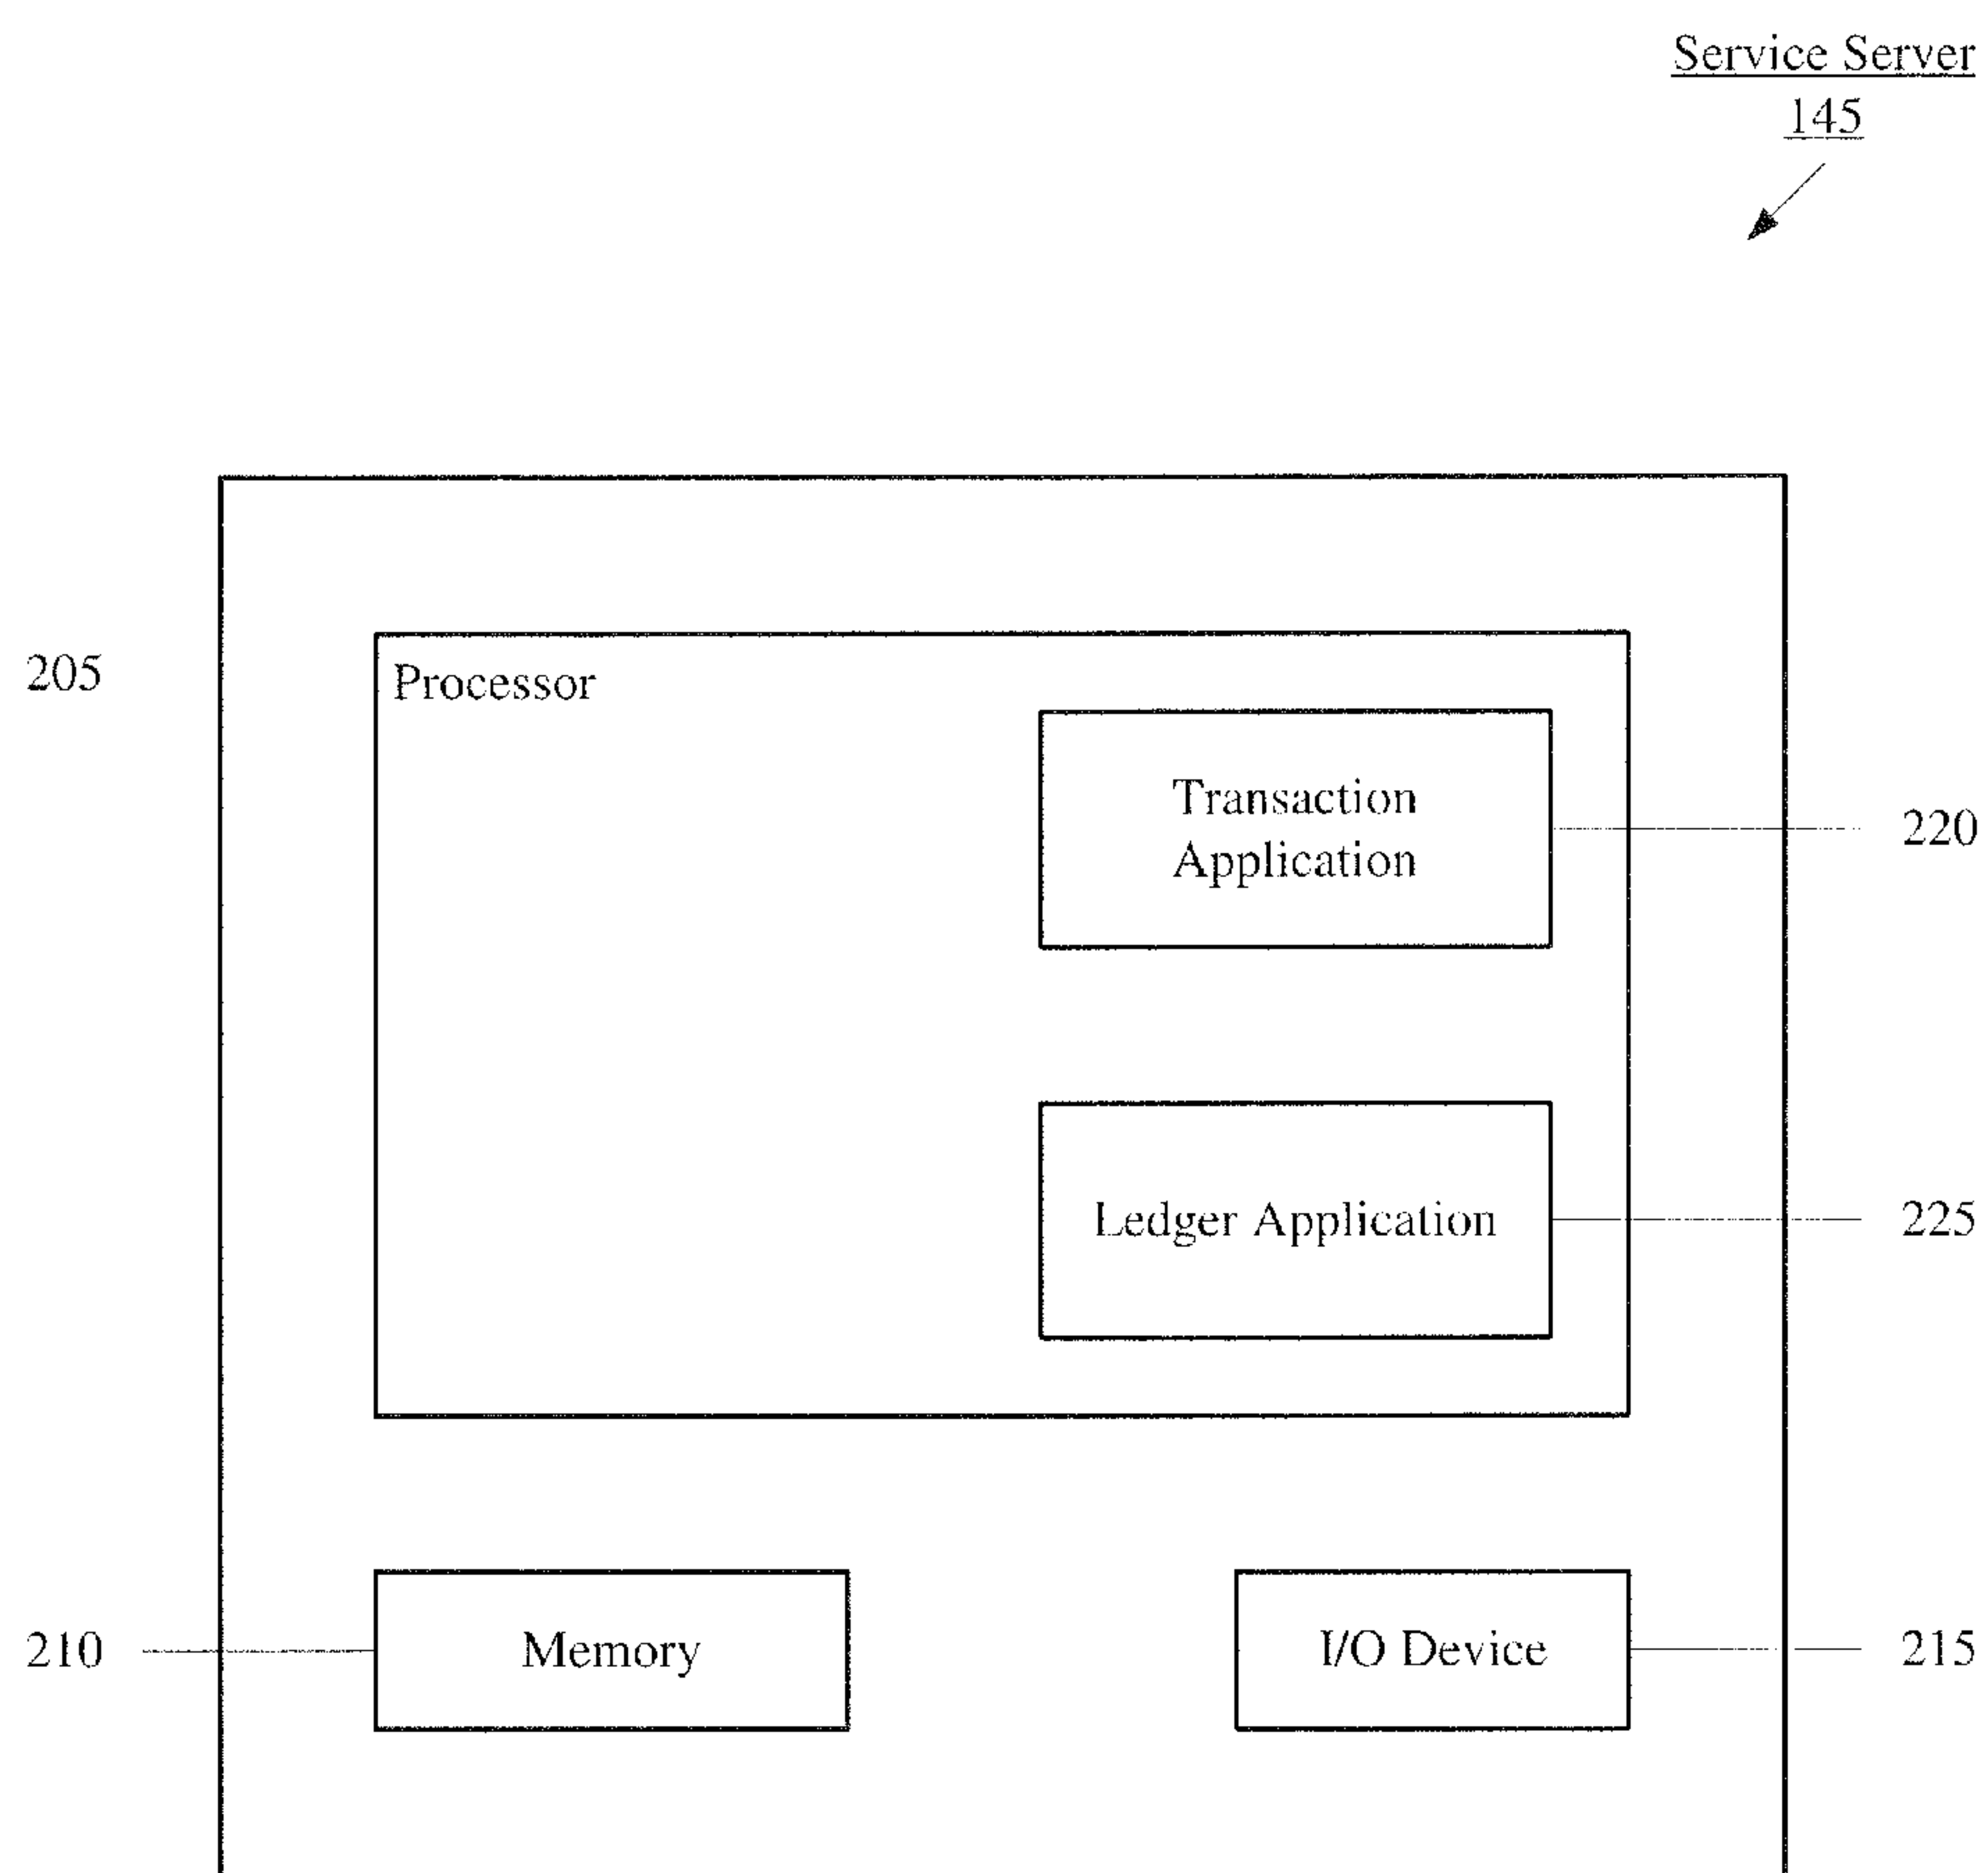 Service Server
145
205
Processor
Transaction
Application
220
Ledger Application
225
210
Memory
I/O Device
215